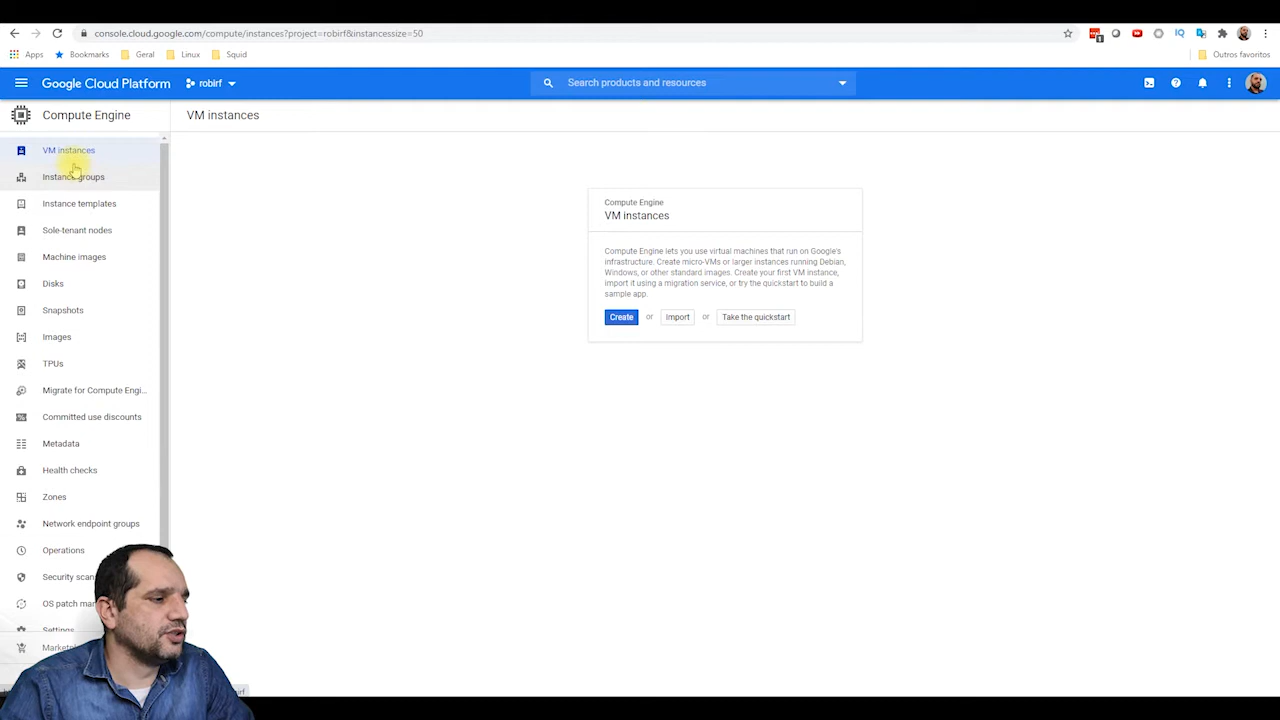 console.cloud.google.com/compute/instances?project=robirf&instancessize=50
Apps
Bookmarks
Geral
Linux
Squid
Outros favoritos
Google Cloud Platform
robirf
Search products and resources
Compute Engine
VM instances
VM instances
Instance groups
Instance templates
Sole-tenant nodes
Machine images
Disks
Snapshots
Images
TPUs
Migrate for Compute Engi...
Committed use discounts
Metadata
Health checks
Zones
Network endpoint groups
Operations
Security
OS patch
Settings
Compute Engine
VM instances
Compute Engine lets you use virtual machines that run on Google's
infrastructure. Create micro-VMs or larger instances running Debian,
Windows, or other standard images. Create your first VM instance,
import it using a migration service, or try the quickstart to build a
sample app.
Create or Import or Take the quickstart